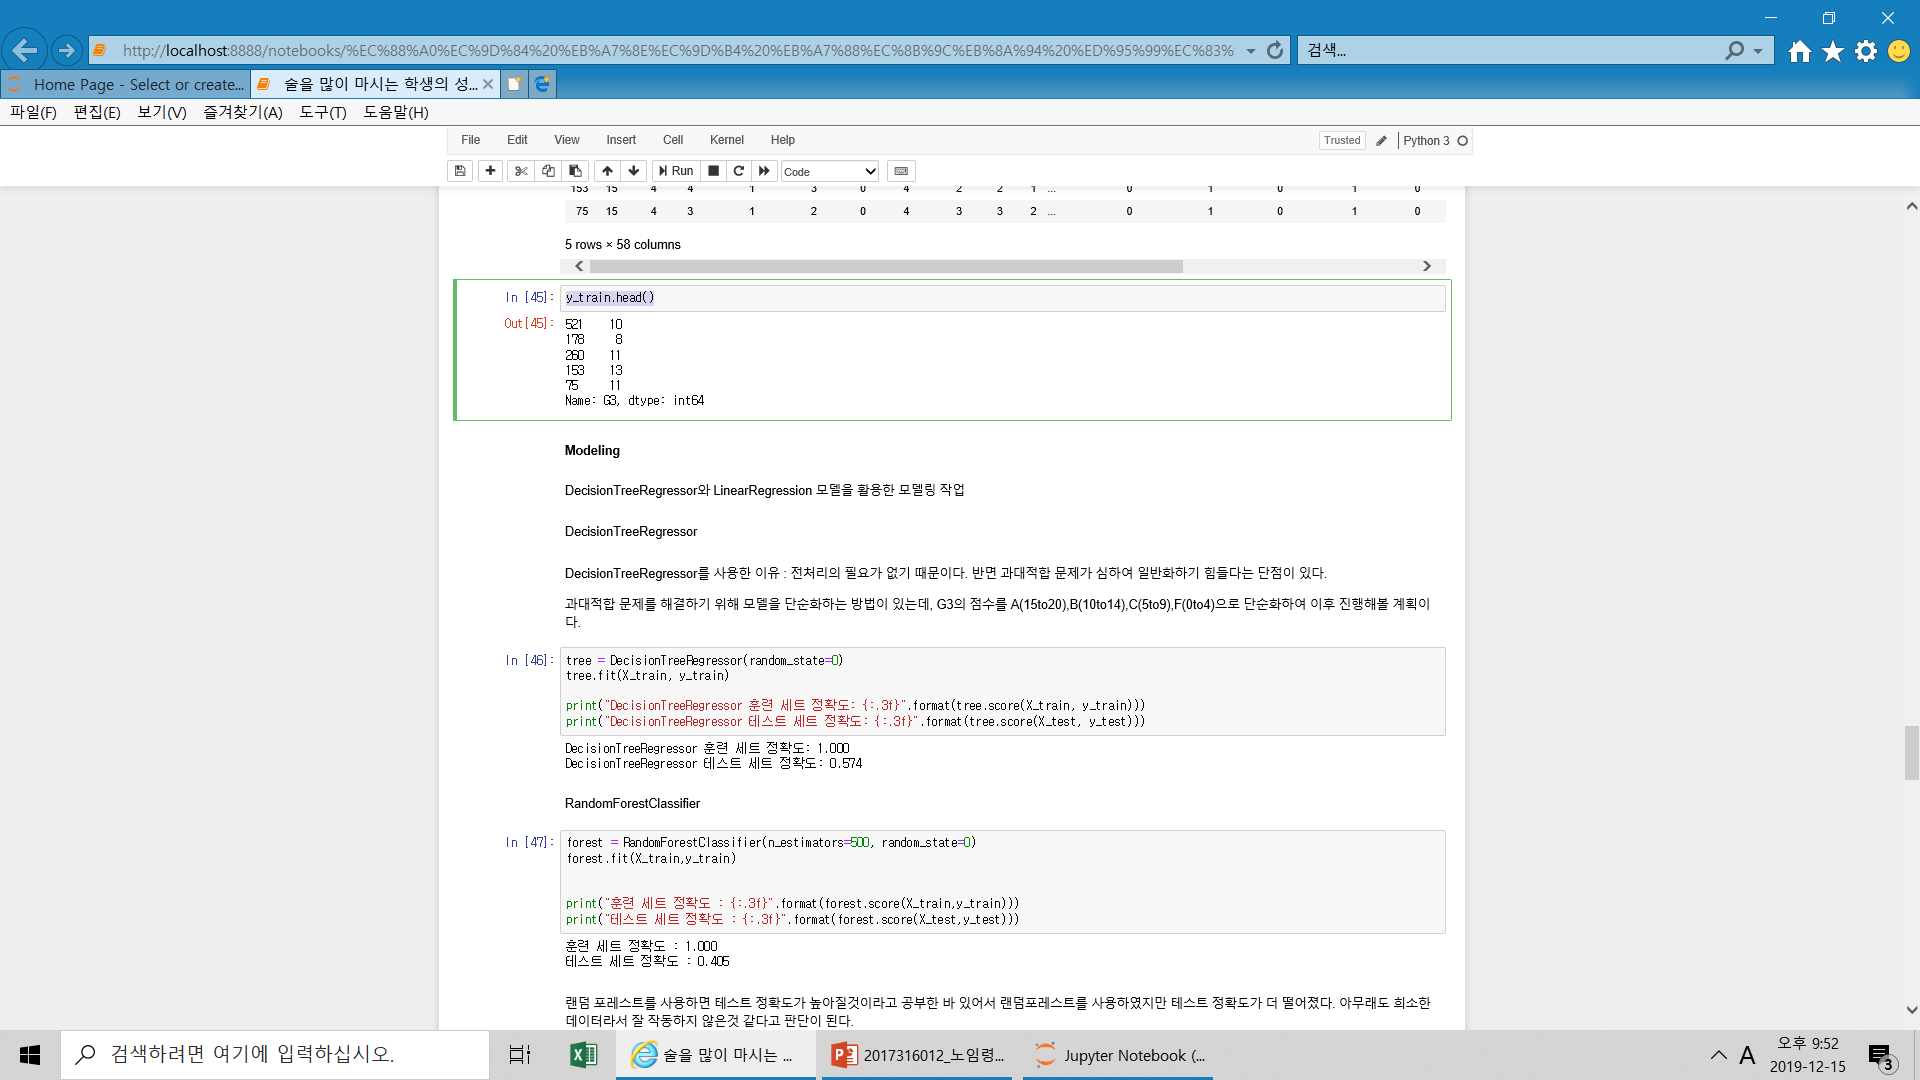 http://localhost:8888/notebooks/%EC%88%A0%EC%9D%84%20%EB%A7%8E%EC%9D%B4%20%EB%A7%88%EC%8B%9C%EB%8A%94%20%ED%95%99%EC%83%
검색...
Home Page - Select or create...
술을 많이 마시는 학생의 성...
파일(F) 편집(E) 보기(V) 즐겨찾기(A) 도구(T) 도움말(H)
File Edit View Insert Cell Kernel Help
Trusted Python 3
Run Code
153 15 4 4 1 3 0 4 2 2 1 ... 0 1 0 1 0
75 15 4 3 1 2 0 4 3 3 2 ... 0 1 0 1 0
5 rows × 58 columns
In [45]: y_train.head()
Out[45]: 521 10
178 8
260 11
153 13
75 11
Name: G3, dtype: int64
Modeling
DecisionTreeRegressor와 LinearRegression 모델을 활용한 모델링 작업
DecisionTreeRegressor
DecisionTreeRegressor를 사용한 이유 : 전처리의 필요가 없기 때문이다. 반면 과대적합 문제가 심하여 일반화하기 힘들다는 단점이 있다.
과대적합 문제를 해결하기 위해 모델을 단순화하는 방법이 있는데, G3의 점수를 A(15to20),B(10to14),C(5to9),F(0to4)으로 단순화하여 이후 진행해볼 계획이
다.
In [46]: tree = DecisionTreeRegressor(random_state=0)
tree.fit(X_train, y_train)
print("DecisionTreeRegressor 훈련 세트 정확도: {:.3f}".format(tree.score(X_train, y_train)))
print("DecisionTreeRegressor 테스트 세트 정확도: {:.3f}".format(tree.score(X_test, y_test)))
DecisionTreeRegressor 훈련 세트 정확도: 1.000
DecisionTreeRegressor 테스트 세트 정확도: 0.574
RandomForestClassifier
In [47]: forest = RandomForestClassifier(n_estimators=500, random_state=0)
forest.fit(X_train,y_train)
print("훈련 세트 정확도 : {:.3f}".format(forest.score(X_train,y_train)))
print("테스트 세트 정확도 : {:.3f}".format(forest.score(X_test,y_test)))
훈련 세트 정확도 : 1.000
테스트 세트 정확도 : 0.405
랜덤 포레스트를 사용하면 테스트 정확도가 높아질것이라고 공부한 바 있어서 랜덤포레스트를 사용하였지만 테스트 정확도가 더 떨어졌다. 아무래도 희소한
데이터라서 잘 작동하지 않은것 같다고 판단이 된다.
검색하려면 여기에 입력하십시오.
술을 많이 마시는 ...
2017316012_노임령...
Jupyter Notebook (...
A
오후 9:52
2019-12-15
3